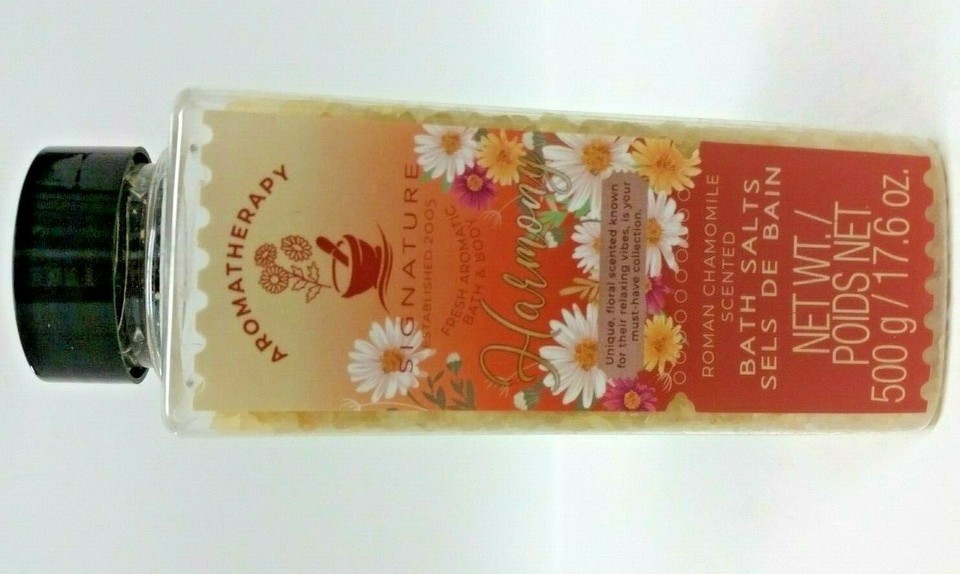 AROMATHERAPY
SIGNATURE
ESTABLISHED 2005
FRESH AROMATIC
BATH & BODY
Harmony
Unique, floral scented known
for their relaxing vibes, is your
must-have collection.
ROMAN CHAMOMILE
SCENTED
BATH SALTS
SELS DE BAIN
NET WT. /
POIDS NET
500 g / 17.6 oz.